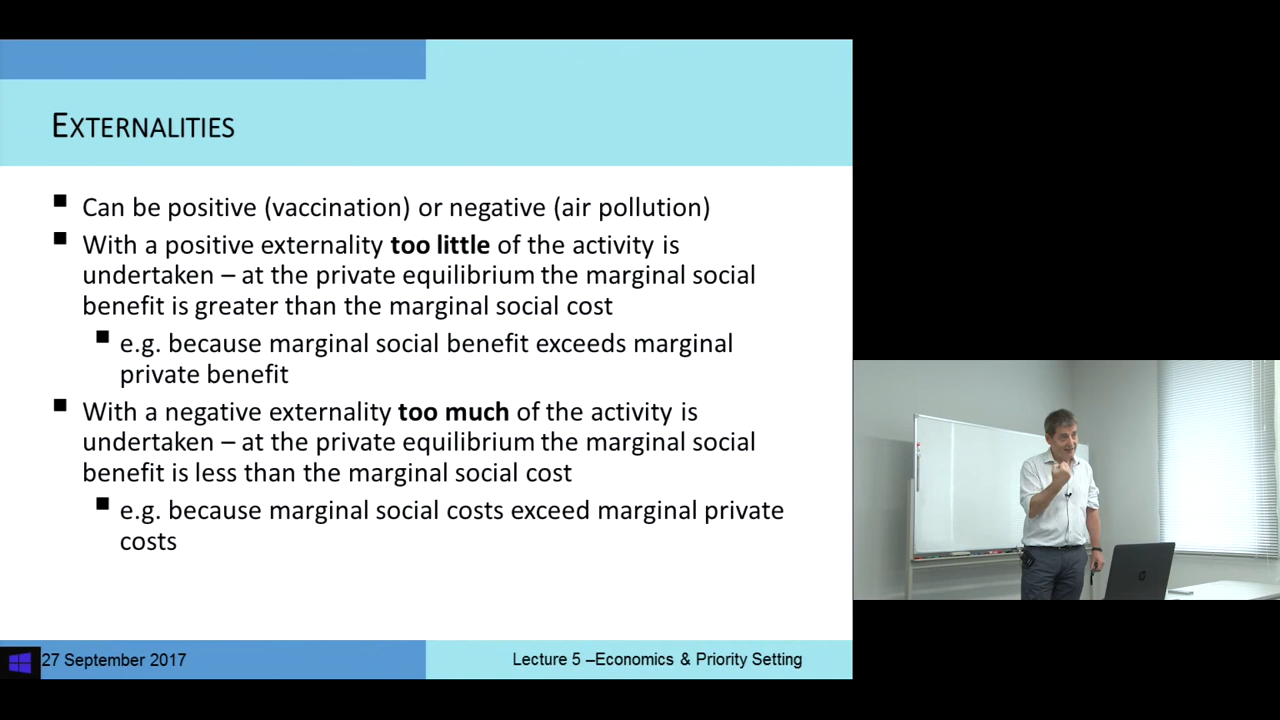 EXTERNALITIES
Can be positive (vaccination) or negative (air pollution)
With a positive externality too little of the activity is
undertaken – at the private equilibrium the marginal social
benefit is greater than the marginal social cost
e.g. because marginal social benefit exceeds marginal
private benefit
With a negative externality too much of the activity is
undertaken – at the private equilibrium the marginal social
benefit is less than the marginal social cost
e.g. because marginal social costs exceed marginal private
costs
27 September 2017
Lecture 5 –Economics & Priority Setting